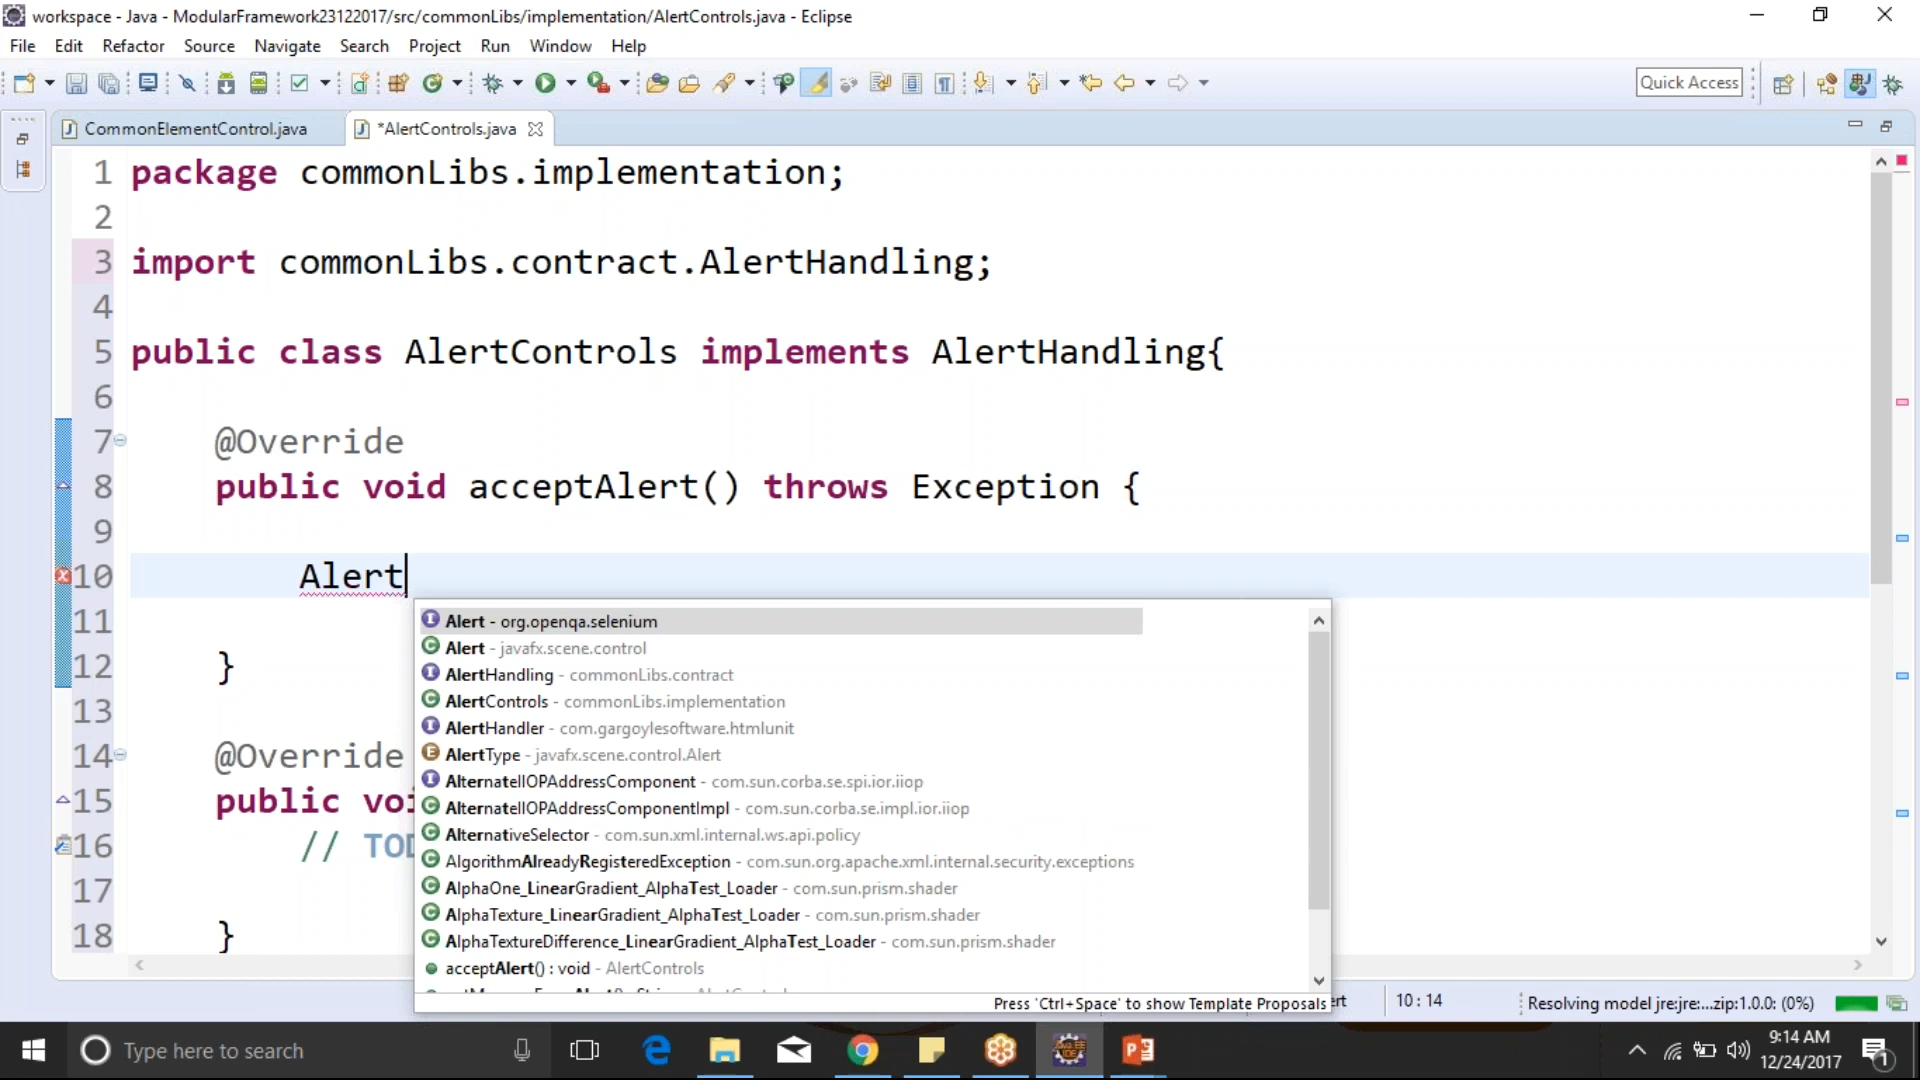 workspace - Java - ModularFramework23122017/src/commonLibs/implementation/AlertControls.java - Eclipse
File Edit Refactor Source Navigate Search Project Run Window Help
Quick Access
CommonElementControl.java *AlertControls.java
1 package commonLibs.implementation;
2
3 import commonLibs.contract.AlertHandling;
4
5 public class AlertControls implements AlertHandling{
6
7 @Override
8 public void acceptAlert() throws Exception {
9
10 Alert
11
12 }
13
14 @Override
15 public voi
16 // TOD
17
18 }
Alert - org.openqa.selenium
Alert - javafx.scene.control
AlertHandling - commonLibs.contract
AlertControls - commonLibs.implementation
AlertHandler - com.gargoylesoftware.htmlunit
AlertType - javafx.scene.control.Alert
AlternateIIOPAddressComponent - com.sun.corba.se.spi.ior.iiop
AlternateIIOPAddressComponentImpl - com.sun.corba.se.impl.ior.iiop
AlternativeSelector - com.sun.xml.internal.ws.api.policy
AlgorithmAlreadyRegisteredException - com.sun.org.apache.xml.internal.security.exceptions
AlphaOne_LinearGradient_AlphaTest_Loader - com.sun.prism.shader
AlphaTexture_LinearGradient_AlphaTest_Loader - com.sun.prism.shader
AlphaTextureDifference_LinearGradient_AlphaTest_Loader - com.sun.prism.shader
acceptAlert() : void - AlertControls
Press 'Ctrl+Space' to show Template Proposals
ert 10 : 14 Resolving model jre:jre:...zip:1.0.0: (0%)
Type here to search
9:14 AM
12/24/2017
1